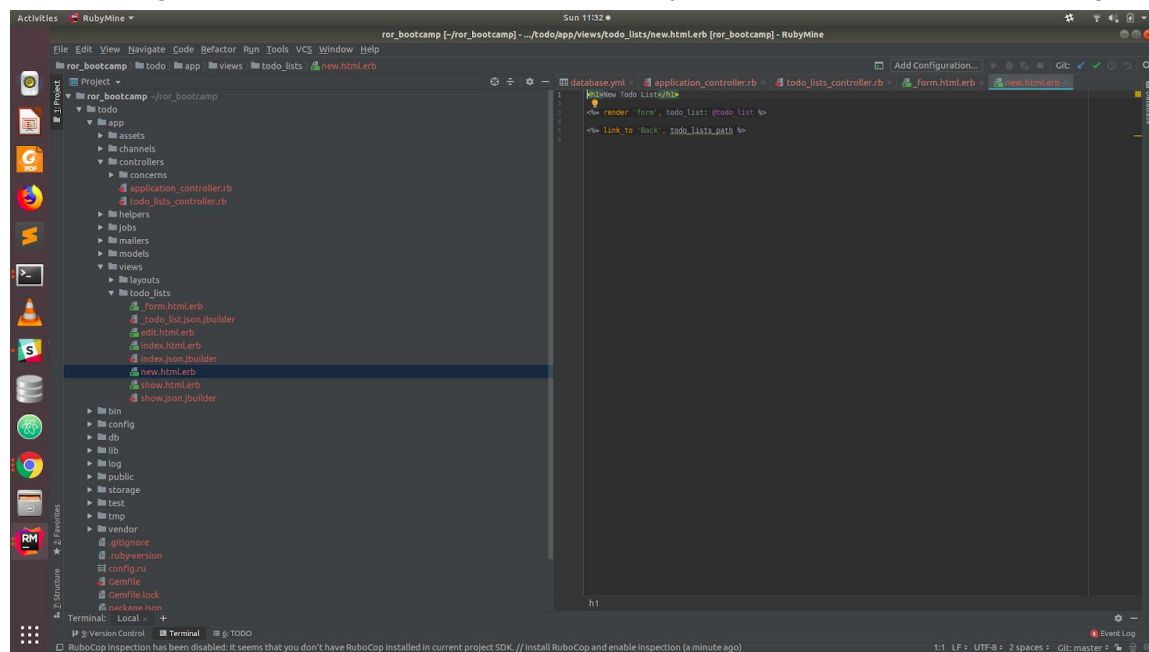 Activities RubyMine Sun 11:32
ror_bootcamp [~/ror_bootcamp] - .../todo/app/views/todo_lists/new.html.erb [ror_bootcamp] - RubyMine
File Edit View Navigate Code Refactor Run Tools VCS Window Help
ror_bootcamp todo app views todo_lists new.html.erb Add Configuration... Git:
Project database.yml application_controller.rb todo_lists_controller.rb _form.html.erb new.html.erb
1: Project
ror_bootcamp ~/ror_bootcamp
todo
app
assets
channels
controllers
concerns
application_controller.rb
todo_lists_controller.rb
helpers
jobs
mailers
models
views
layouts
todo_lists
_form.html.erb
_todo_list.json.jbuilder
edit.html.erb
index.html.erb
index.json.jbuilder
new.html.erb
show.html.erb
show.json.jbuilder
bin
config
db
lib
log
public
storage
test
tmp
vendor
.gitignore
.ruby-version
config.ru
Gemfile
Gemfile.lock
package.json
1 <h1>New Todo List</h1>
2
3 <%= render 'form', todo_list: @todo_list %>
4
5 <%= link_to 'Back', todo_lists_path %>
6
h1
2: Favorites
7: Structure
PDF
S
RM
Terminal: Local +
9: Version Control Terminal 6: TODO Event Log
RuboCop inspection has been disabled: It seems that you don't have RuboCop installed in current project SDK. // Install RuboCop and enable inspection (a minute ago) 1:1 LF UTF-8 2 spaces Git: master